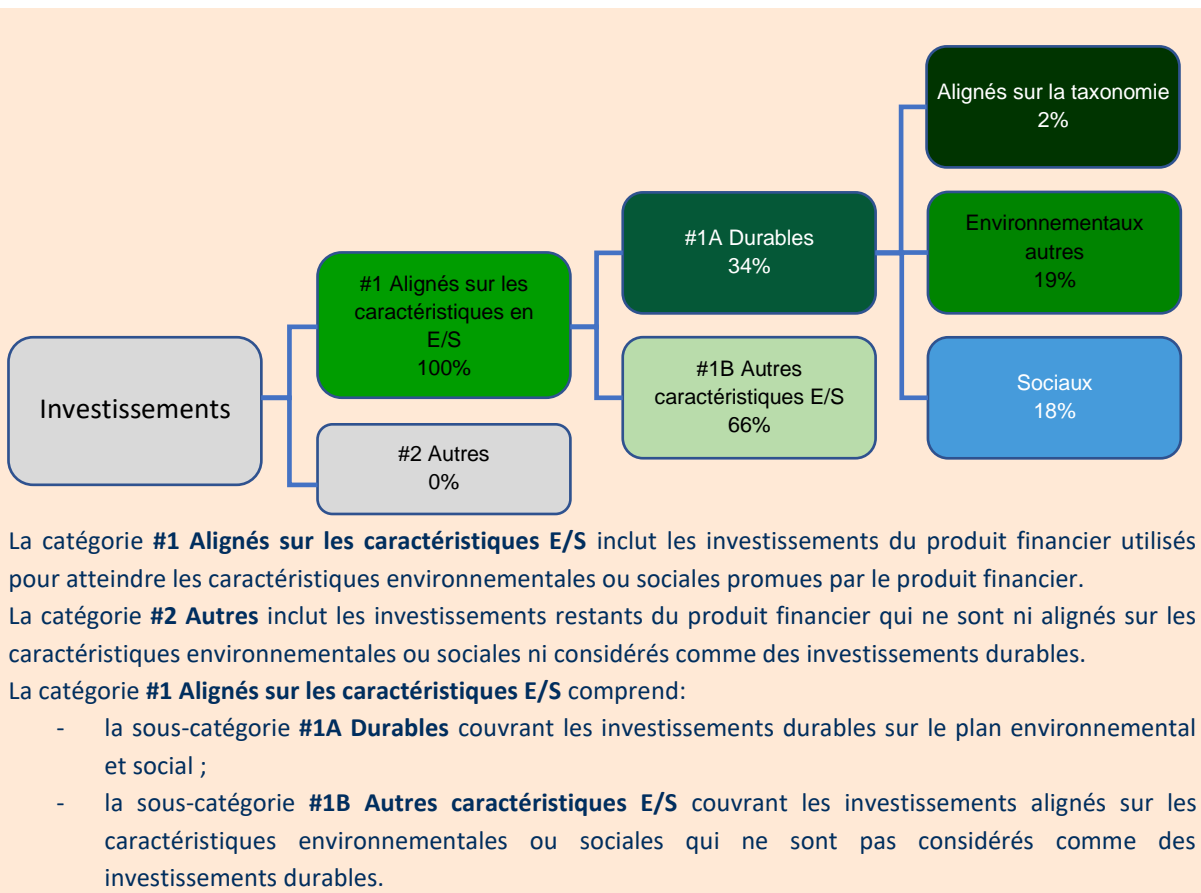 Investissements
#1 Alignés sur les
caractéristiques en
E/S
100%
#2 Autres
0%
#1A Durables
34%
#1B Autres
caractéristiques E/S
66%
Alignés sur la taxonomie
2%
Environnementaux
autres
19%
Sociaux
18%
La catégorie #1 Alignés sur les caractéristiques E/S inclut les investissements du produit financier utilisés
pour atteindre les caractéristiques environnementales ou sociales promues par le produit financier.
La catégorie #2 Autres inclut les investissements restants du produit financier qui ne sont ni alignés sur les
caractéristiques environnementales ou sociales ni considérés comme des investissements durables.
La catégorie #1 Alignés sur les caractéristiques E/S comprend:
- la sous-catégorie #1A Durables couvrant les investissements durables sur le plan environnemental
et social ;
- la sous-catégorie #1B Autres caractéristiques E/S couvrant les investissements alignés sur les
caractéristiques environnementales ou sociales qui ne sont pas considérés comme des
investissements durables.